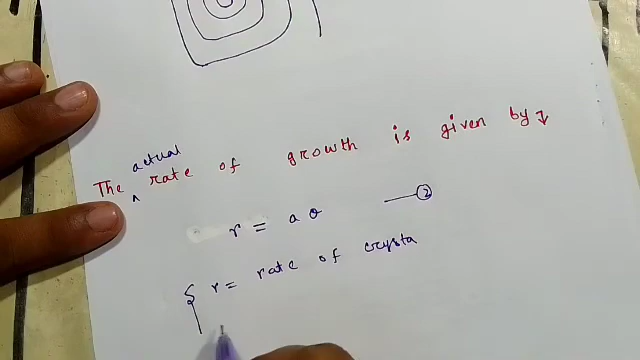 The actual rate of growth is given by ↓
r = a θ —②
{ r = rate of crysta